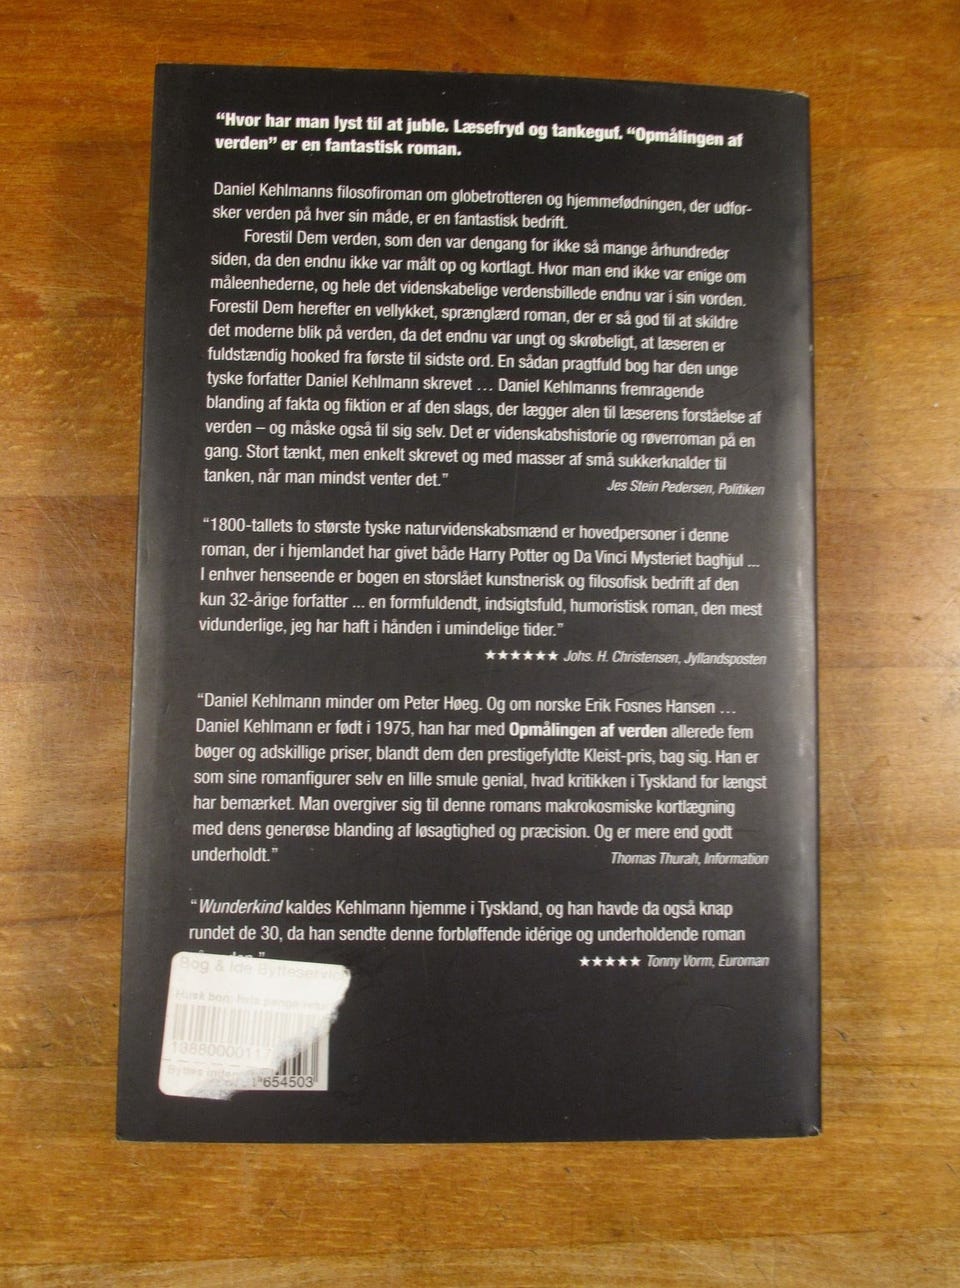 “Hvor har man lyst til at juble. Læsefryd og tankeguf. “Opmålingen af
verden” er en fantastisk roman.
Daniel Kehlmanns filosofiroman om globetrotteren og hjemmefødningen, der udfor-
sker verden på hver sin måde, er en fantastisk bedrift.
Forestil Dem verden, som den var dengang for ikke så mange århundreder
siden, da den endnu ikke var målt op og kortlagt. Hvor man end ikke var enige om
måleenhederne, og hele det videnskabelige verdensbillede endnu var i sin vorden.
Forestil Dem herefter en vellykket, sprænglærd roman, der er så god til at skildre
det moderne blik på verden, da det endnu var ungt og skrøbeligt, at læseren er
fuldstændig hooked fra første til sidste ord. En sådan pragtfuld bog har den unge
tyske forfatter Daniel Kehlmann skrevet … Daniel Kehlmanns fremragende
blanding af fakta og fiktion er af den slags, der lægger alen til læserens forståelse af
verden – og måske også til sig selv. Det er videnskabshistorie og røverroman på en
gang. Stort tænkt, men enkelt skrevet og med masser af små sukkerknalder til
tanken, når man mindst venter det.”
Jes Stein Pedersen, Politiken
“1800-tallets to største tyske naturvidenskabsmænd er hovedpersoner i denne
roman, der i hjemlandet har givet både Harry Potter og Da Vinci Mysteriet baghjul ...
I enhver henseende er bogen en storslået kunstnerisk og filosofisk bedrift af den
kun 32-årige forfatter ... en formfuldendt, indsigtsfuld, humoristisk roman, den mest
vidunderlige, jeg har haft i hånden i umindelige tider.”
★★★★★★ Johs. H. Christensen, Jyllandsposten
“Daniel Kehlmann minder om Peter Høeg. Og om norske Erik Fosnes Hansen …
Daniel Kehlmann er født i 1975, han har med Opmålingen af verden allerede fem
bøger og adskillige priser, blandt dem den prestigefyldte Kleist-pris, bag sig. Han er
som sine romanfigurer selv en lille smule genial, hvad kritikken i Tyskland for længst
har bemærket. Man overgiver sig til denne romans makrokosmiske kortlægning
med dens generøse blanding af løsagtighed og præcision. Og er mere end godt
underholdt.”
Thomas Thurah, Information
“Wunderkind kaldes Kehlmann hjemme i Tyskland, og han havde da også knap
rundet de 30, da han sendte denne forbløffende idérige og underholdende roman
★★★★★ Tonny Vorm, Euroman
Bog & Ide Bytteservic
Husk bon: hvis penge retur
13880000117
Byttes inden
654503